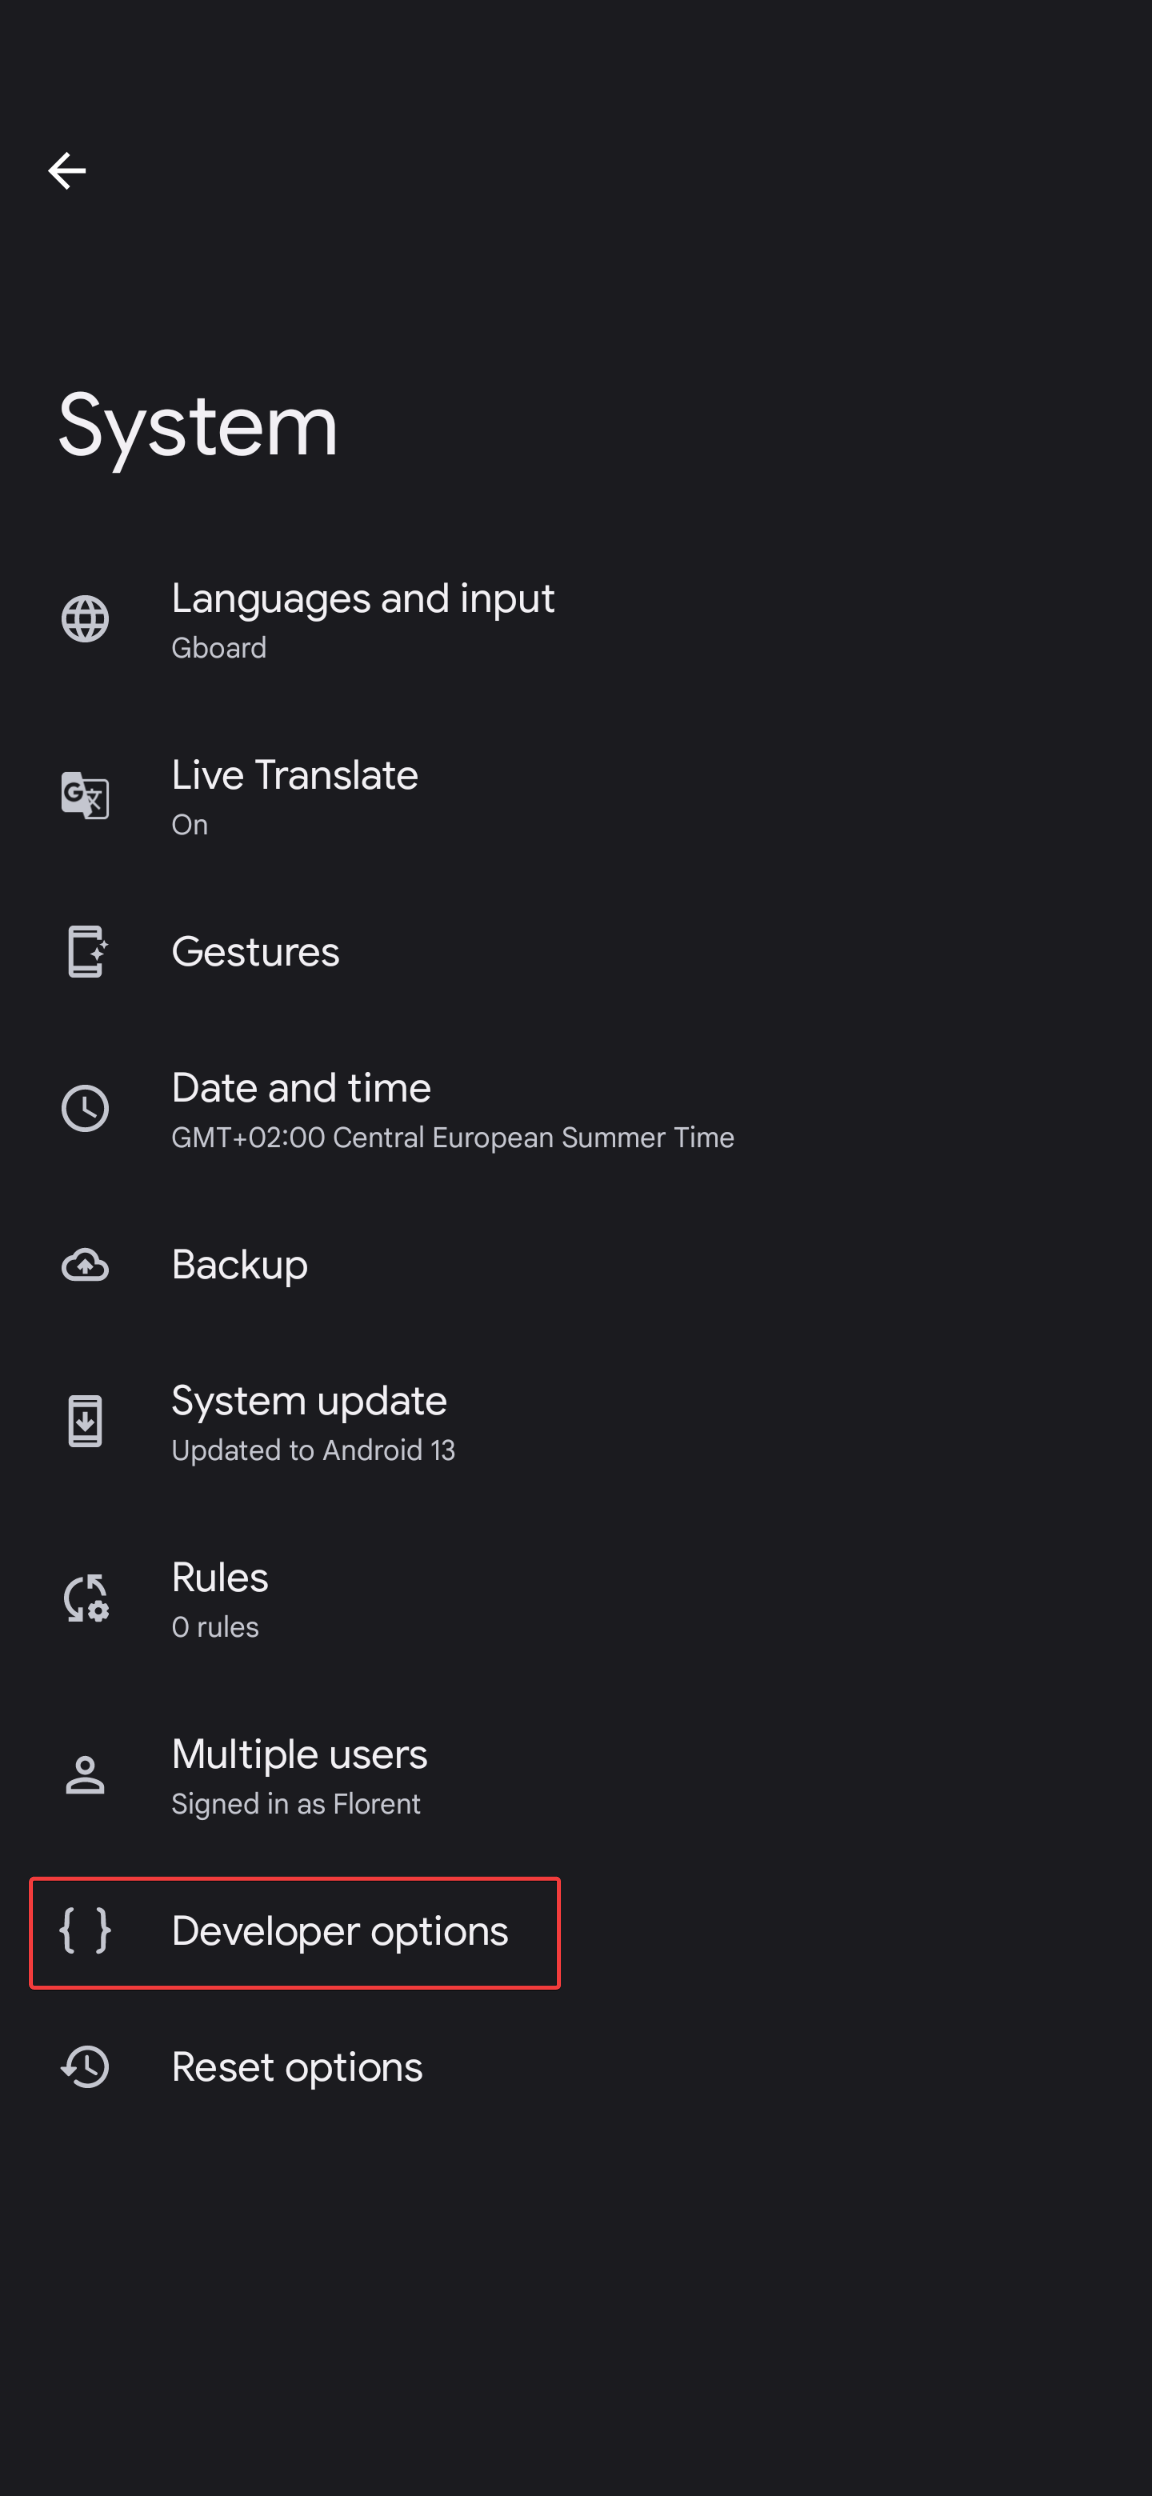 System
Languages and input
Gboard
Live Translate
On
Gestures
Date and time
GMT+02:00 Central European Summer Time
Backup
System update
Updated to Android 13
Rules
0 rules
Multiple users
Signed in as Florent
{ } Developer options
Reset options